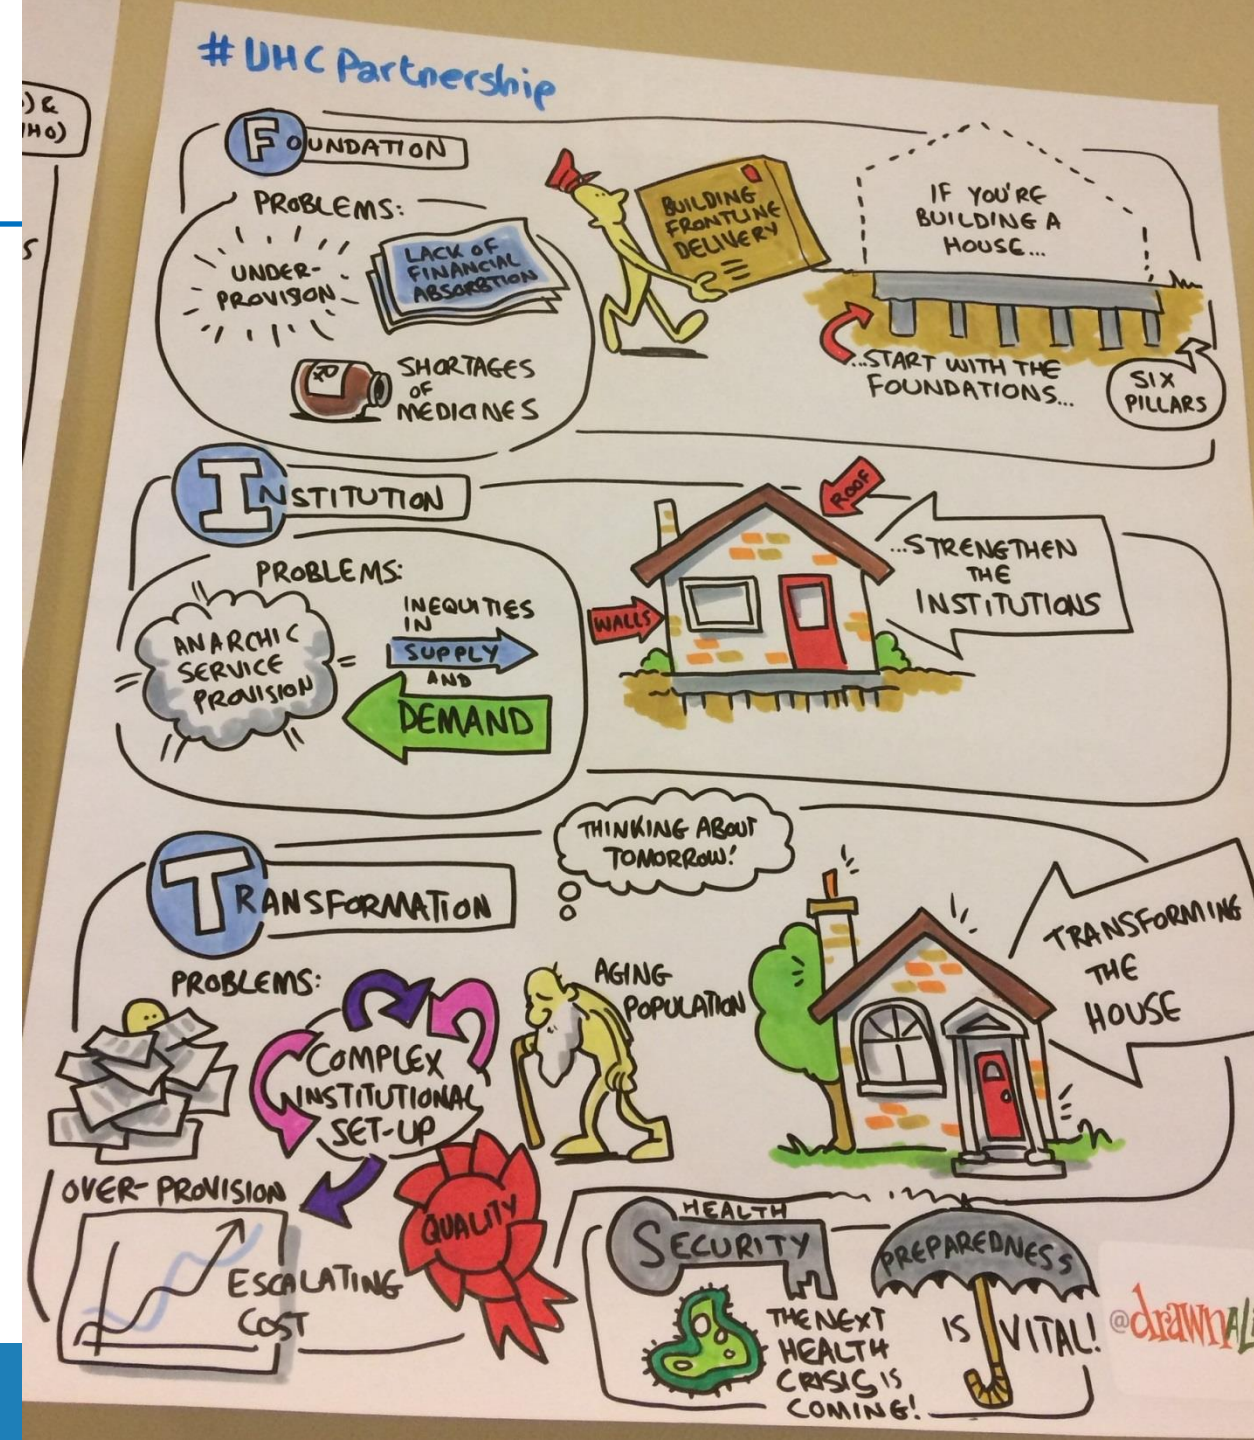 ) &
HO)
S
# UHC Partnership
FOUNDATION
PROBLEMS:
UNDER-
PROVISION
LACK OF
FINANCIAL
ABSORBTION
SHORTAGES
OF
MEDICINES
BUILDING
FRONTLINE
DELIVERY
IF YOU'RE
BUILDING A
HOUSE...
...START WITH THE
FOUNDATIONS...
SIX
PILLARS
INSTITUTION
PROBLEMS:
ANARCHIC
SERVICE
PROVISION
INEQUITIES
IN
SUPPLY
AND
DEMAND
WALLS
ROOF
...STRENGTHEN
THE
INSTITUTIONS
TRANSFORMATION
THINKING ABOUT
TOMORROW!
PROBLEMS:
OVER-PROVISION
COMPLEX
INSTITUTIONAL
SET-UP
AGING
POPULATION
TRANSFORMING
THE
HOUSE
ESCALATING
COST
QUALITY
HEALTH
SECURITY
THE NEXT
HEALTH
CRISIS IS
COMING!
PREPAREDNESS
IS VITAL!
@drawnAL